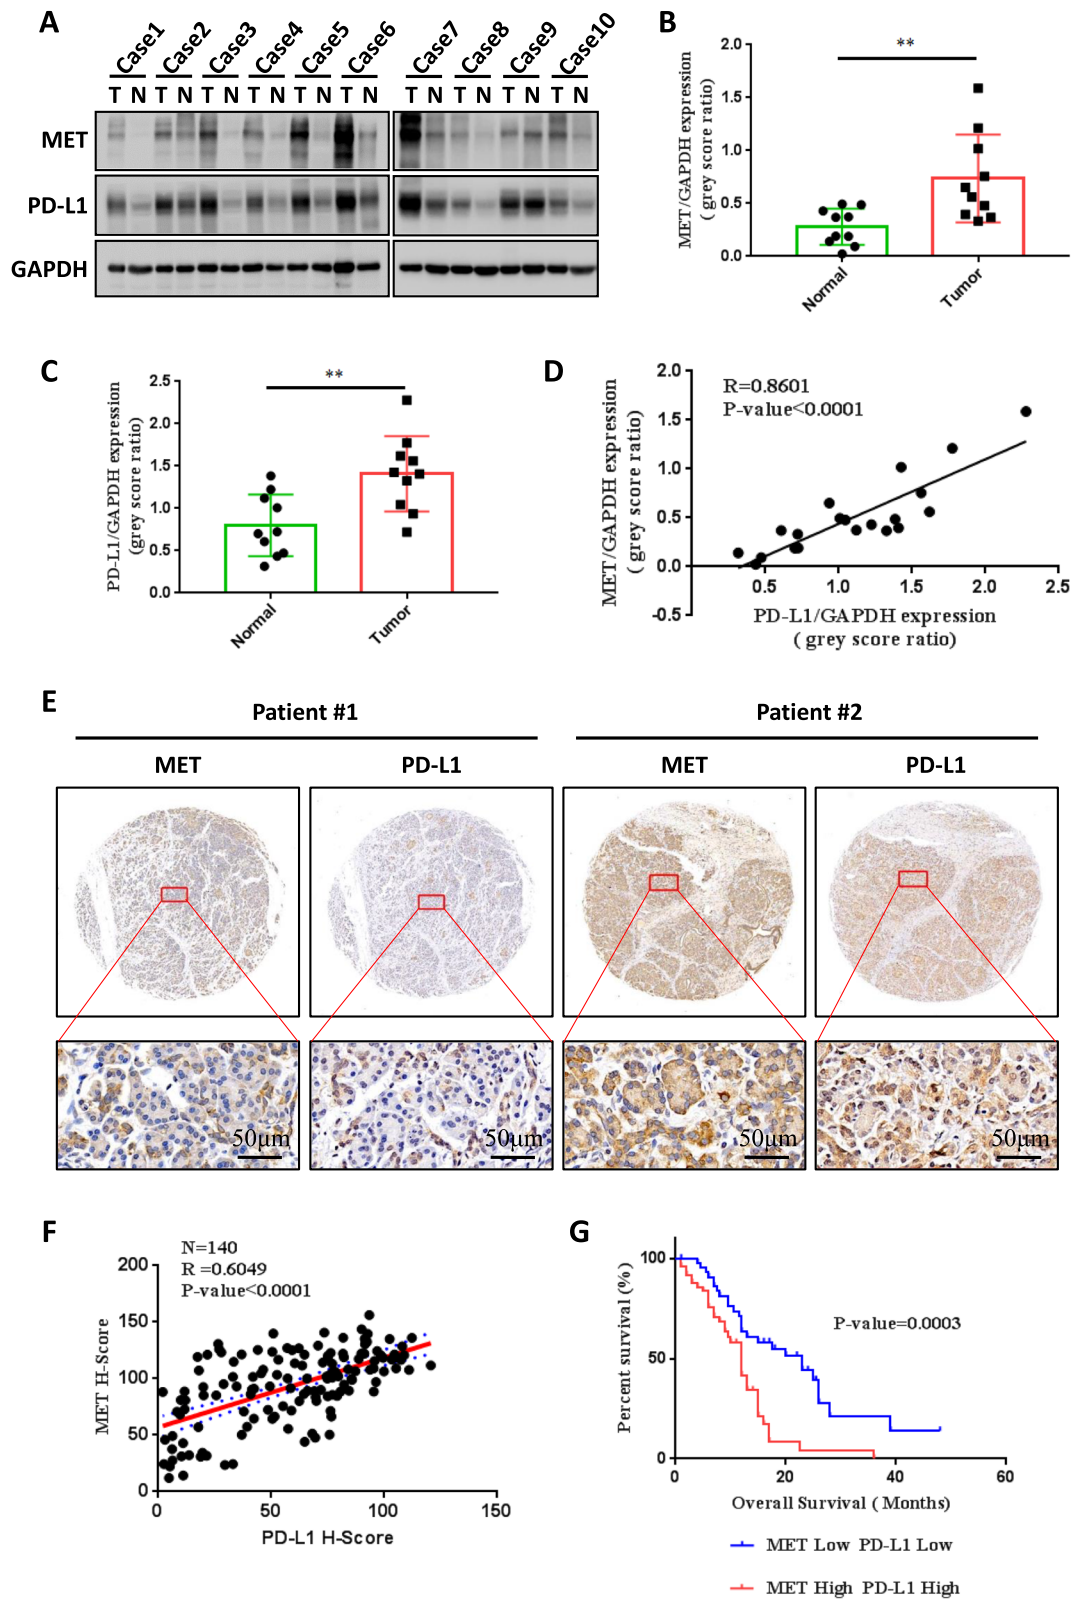 A
Case1 Case2 Case3 Case4 Case5 Case6 Case7 Case8 Case9 Case10
T N T N T N T N T N T N T N T N T N T N
MET
PD-L1
GAPDH
B
MET/GAPDH expression
( grey score ratio)
2.0
1.5
1.0
0.5
0.0
**
Normal
Tumor
C
PD-L1/GAPDH expression
(grey score ratio)
2.5
2.0
1.5
1.0
0.5
0.0
**
Normal
Tumor
D
MET/GAPDH expression
( grey score ratio)
2.0
1.5
1.0
0.5
0.0
-0.5
R=0.8601
P-value<0.0001
0.5 1.0 1.5 2.0 2.5
PD-L1/GAPDH expression
( grey score ratio)
E
Patient #1
Patient #2
MET
PD-L1
MET
PD-L1
50μm
50μm
50μm
50μm
F
N=140
R =0.6049
P-value<0.0001
MET H-Score
200
150
100
50
0
0 50 100 150
PD-L1 H-Score
G
Percent survival (%)
100
50
0
P-value=0.0003
0 20 40 60
Overall Survival ( Months)
MET Low PD-L1 Low
MET High PD-L1 High